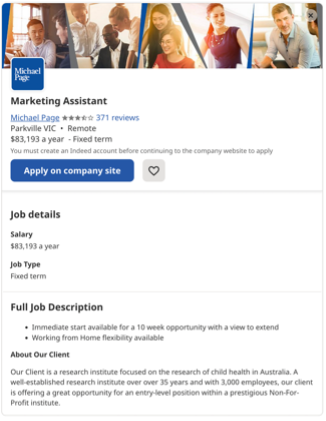 Michael
Page
Marketing Assistant
Michael Page ★★★★☆ 371 reviews
Parkville VIC • Remote
$83,193 a year - Fixed term
You must create an Indeed account before continuing to the company website to apply
Apply on company site
Job details
Salary
$83,193 a year
Job Type
Fixed term
Full Job Description
• Immediate start available for a 10 week opportunity with a view to extend
• Working from Home flexibility available
About Our Client
Our Client is a research institute focused on the research of child health in Australia. A
well-established research institute over over 35 years and with 3,000 employees, our client
is offering a great opportunity for an entry-level position within a prestigious Non-For-
Profit institute.